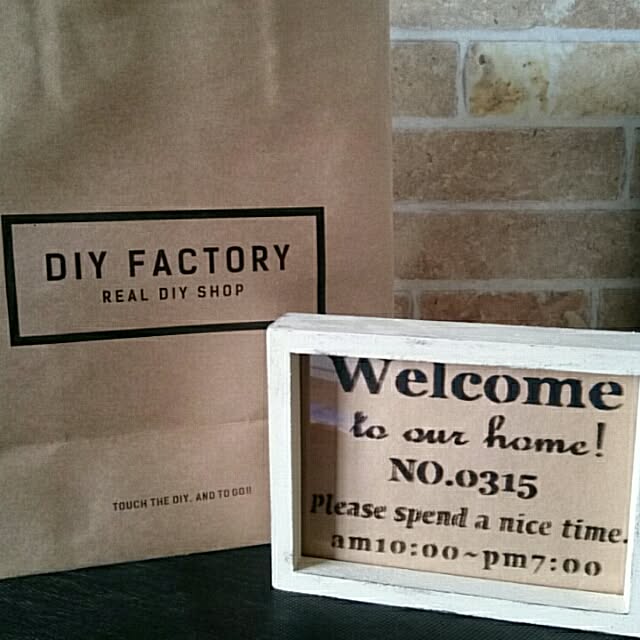 DIY FACTORY
REAL DIY SHOP
TOUCH THE DIY, AND TO GO!!
Welcome
to our home!
NO.0315
please spend a nice time.
am10:00~pm7:00